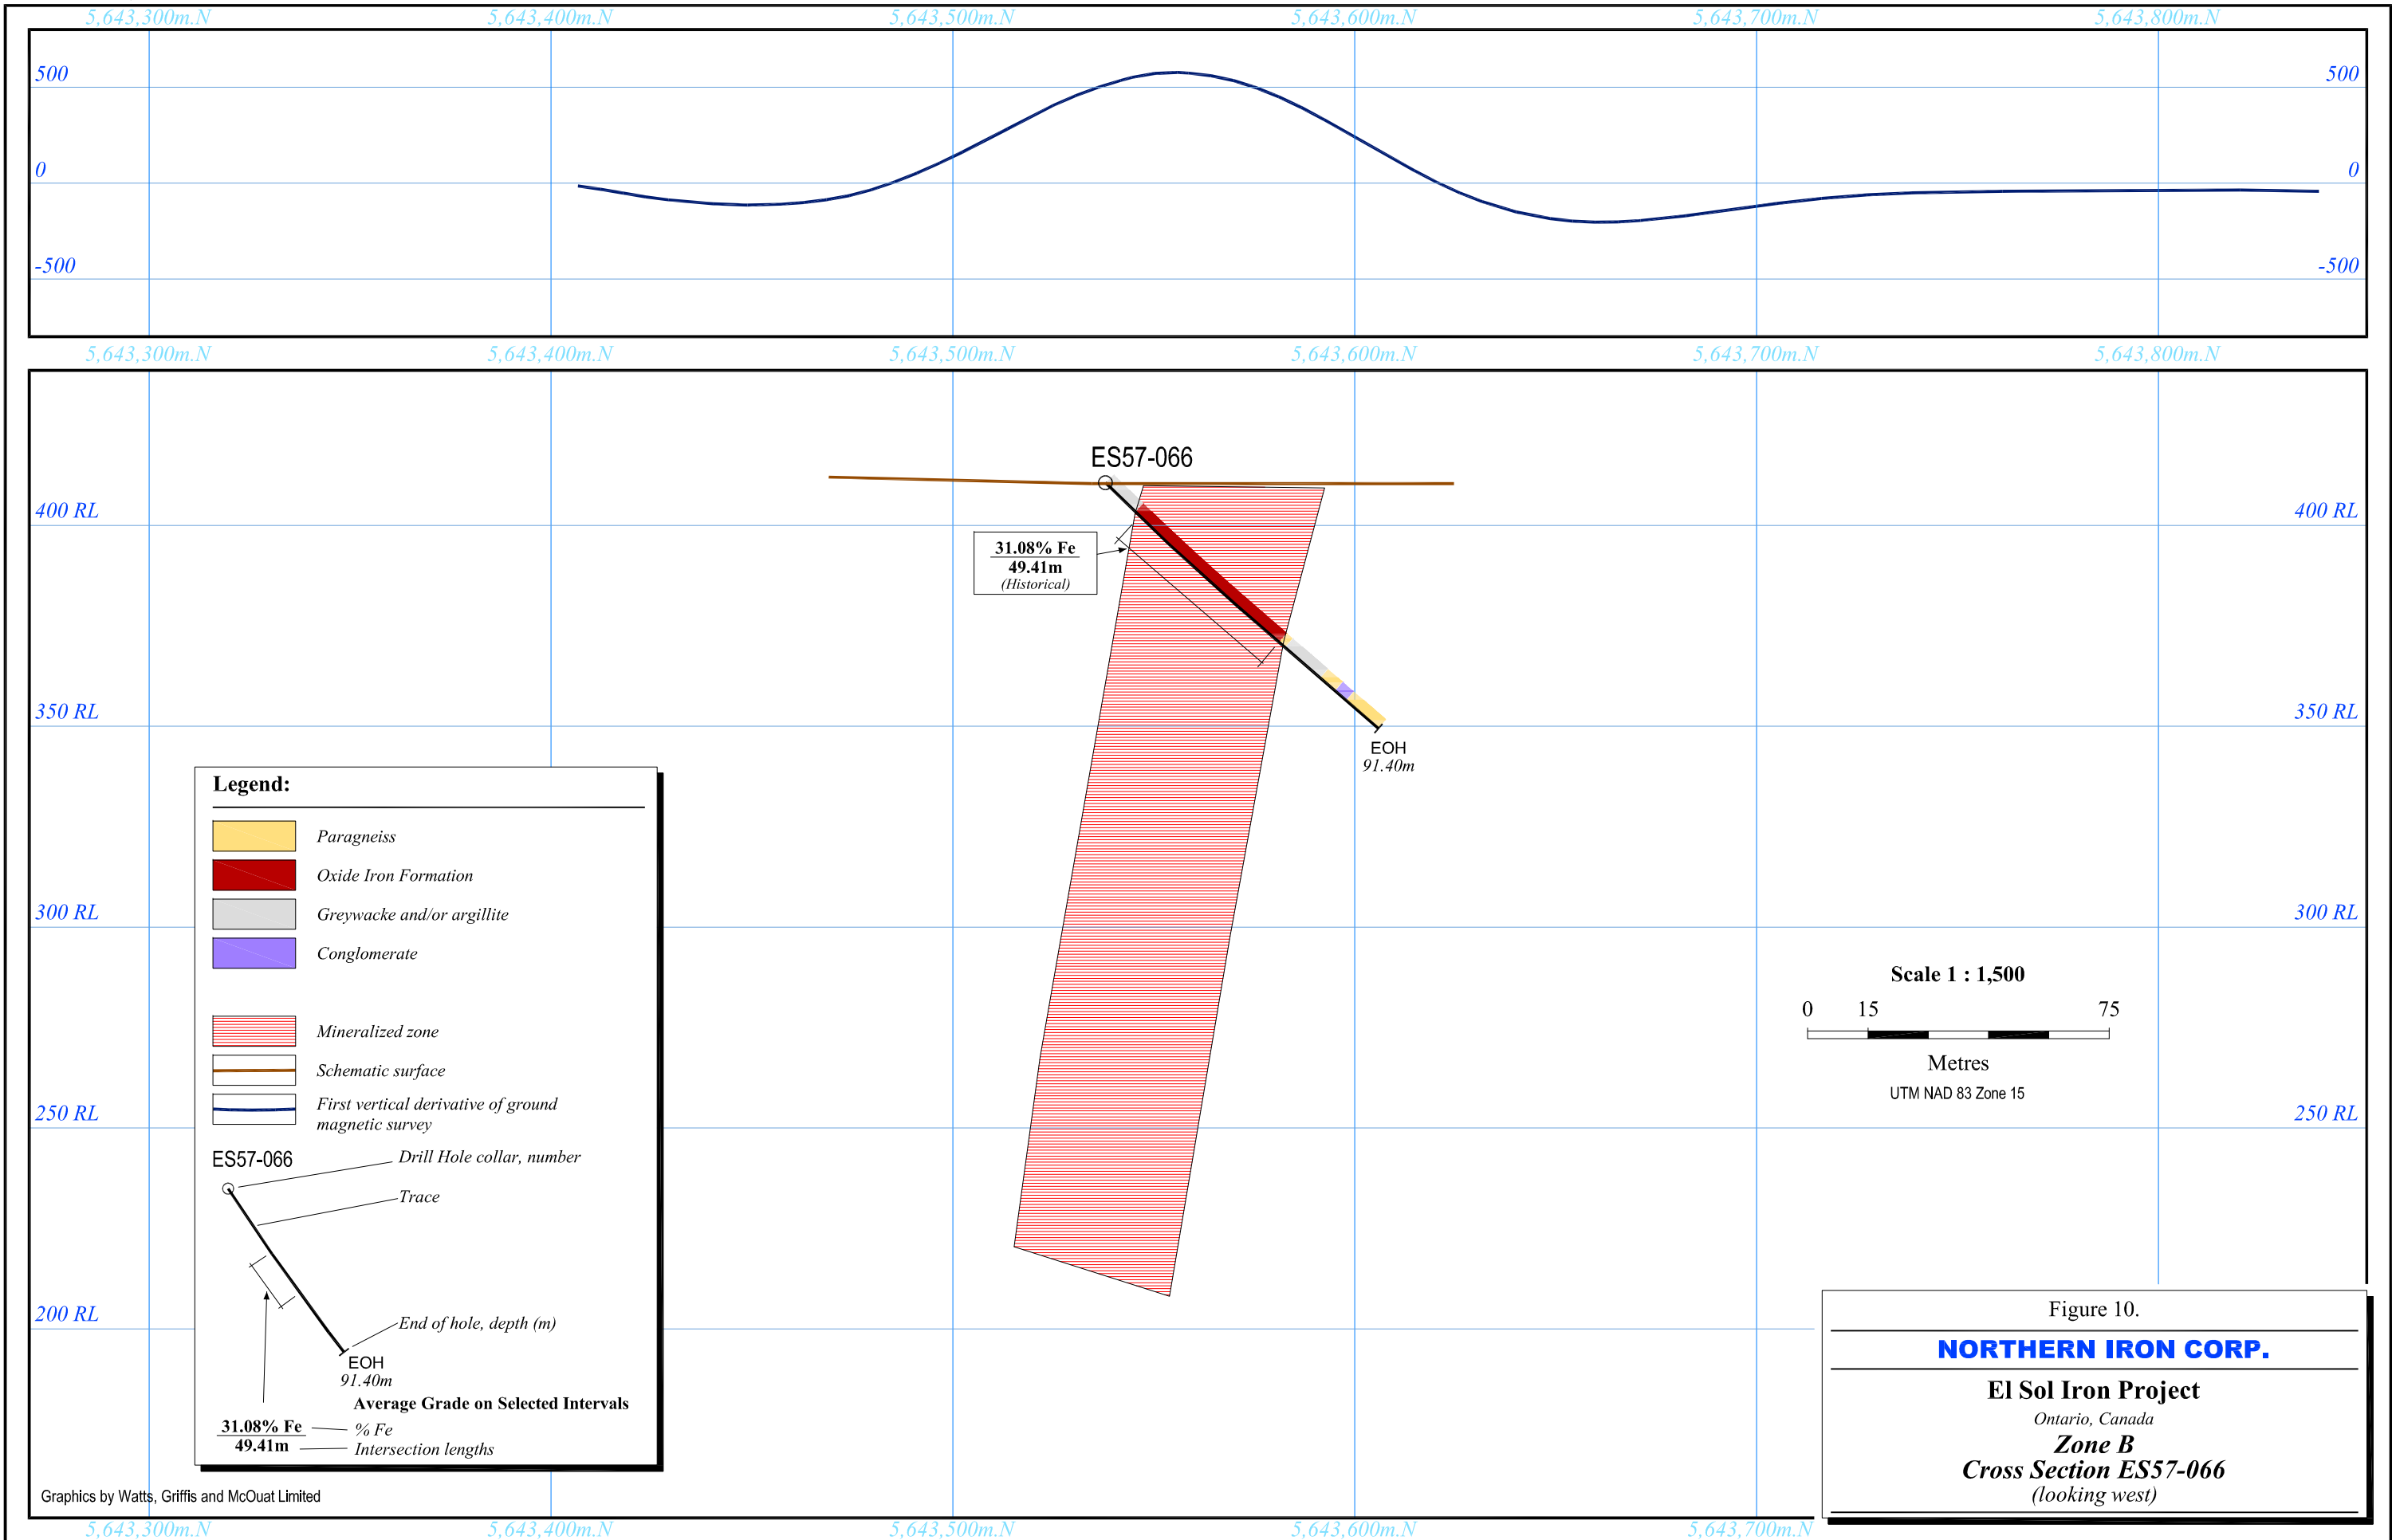 5,643,300m.N 5,643,400m.N 5,643,500m.N 5,643,600m.N 5,643,700m.N 5,643,800m.N
500 500
0 0
-500 -500
5,643,300m.N 5,643,400m.N 5,643,500m.N 5,643,600m.N 5,643,700m.N 5,643,800m.N
ES57-066
400 RL 400 RL
31.08% Fe
49.41m
(Historical)
350 RL 350 RL
EOH
91.40m
Legend:
Paragneiss
Oxide Iron Formation
Greywacke and/or argillite
Conglomerate
Mineralized zone
Schematic surface
First vertical derivative of ground
magnetic survey
ES57-066
Drill Hole collar, number
Trace
End of hole, depth (m)
EOH
91.40m
Average Grade on Selected Intervals
31.08% Fe
% Fe
49.41m
Intersection lengths
300 RL 300 RL
Scale 1 : 1,500
0 15 75
Metres
UTM NAD 83 Zone 15
250 RL 250 RL
200 RL
Figure 10.
NORTHERN IRON CORP.
El Sol Iron Project
Ontario, Canada
Zone B
Cross Section ES57-066
(looking west)
Graphics by Watts, Griffis and McOuat Limited
5,643,300m.N 5,643,400m.N 5,643,500m.N 5,643,600m.N 5,643,700m.N